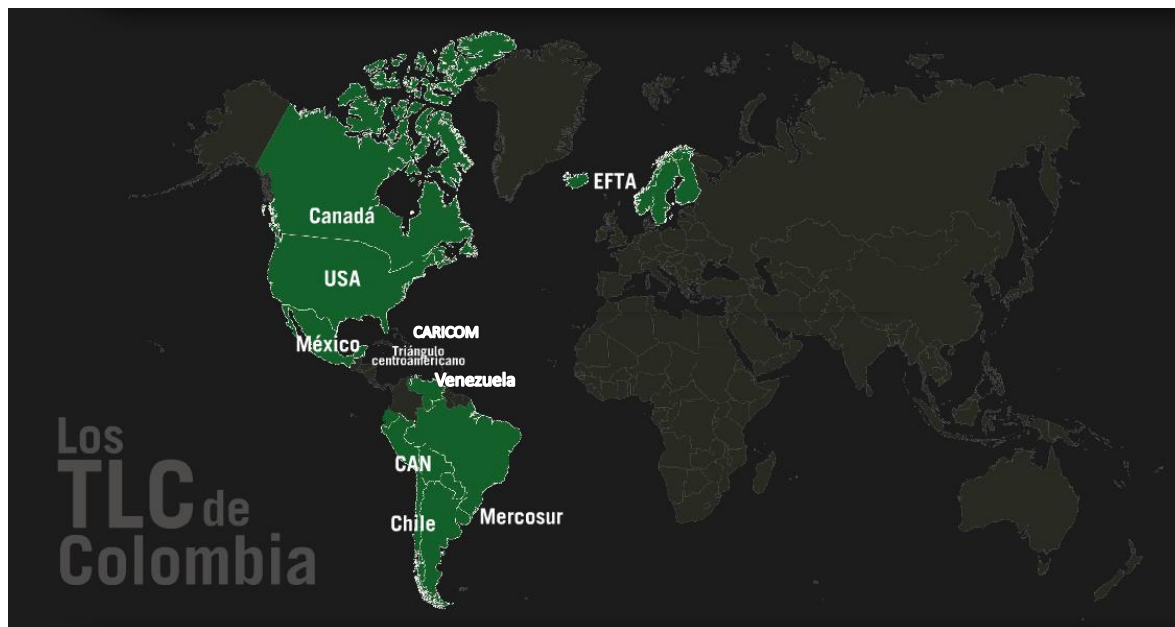 Canadá
EFTA
USA
CARICOM
México
Triángulo
centroamericano
Venezuela
CAN
Chile
Mercosur
Los
TLC de
Colombia